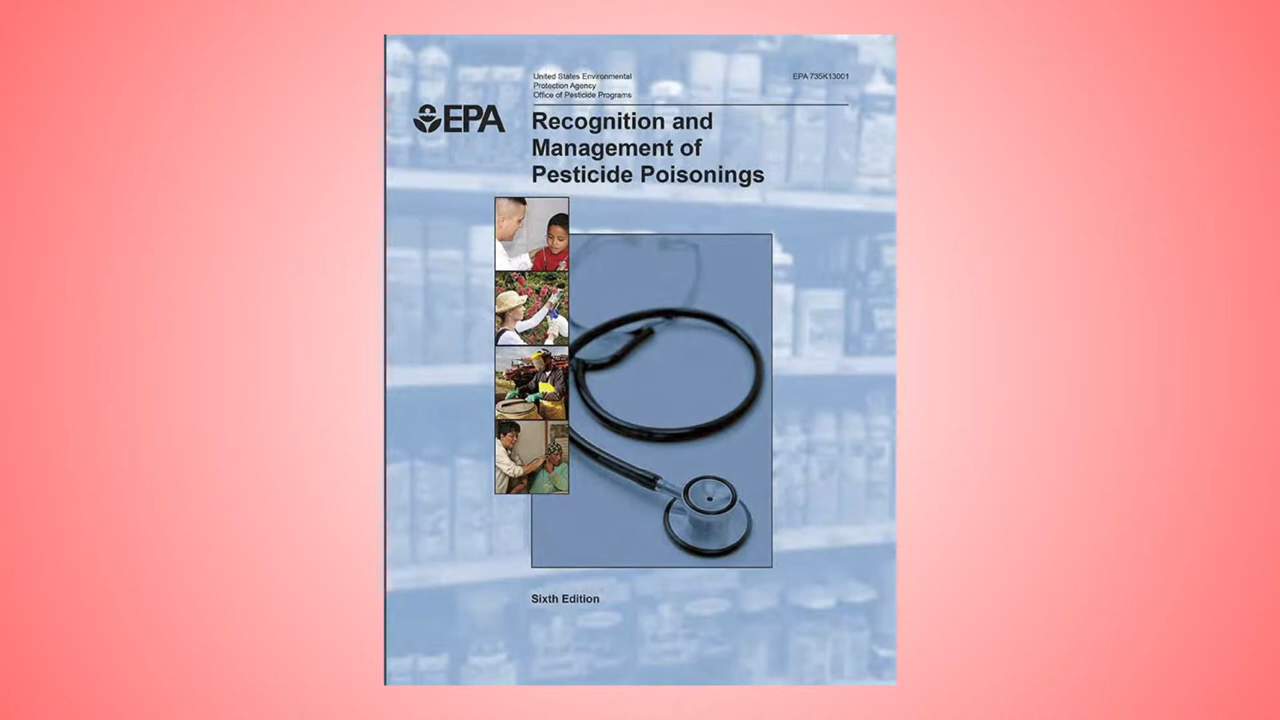 United States Environmental
Protection Agency
Office of Pesticide Programs
EPA 735K13001
EPA
Recognition and
Management of
Pesticide Poisonings
Sixth Edition